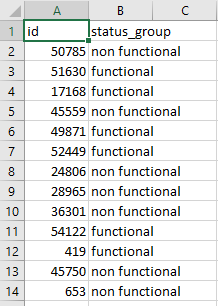 A B C
1 id status_group
2 50785 non functional
3 51630 functional
4 17168 functional
5 45559 non functional
6 49871 functional
7 52449 functional
8 24806 non functional
9 28965 non functional
10 36301 non functional
11 54122 functional
12 419 functional
13 45750 non functional
14 653 non functional